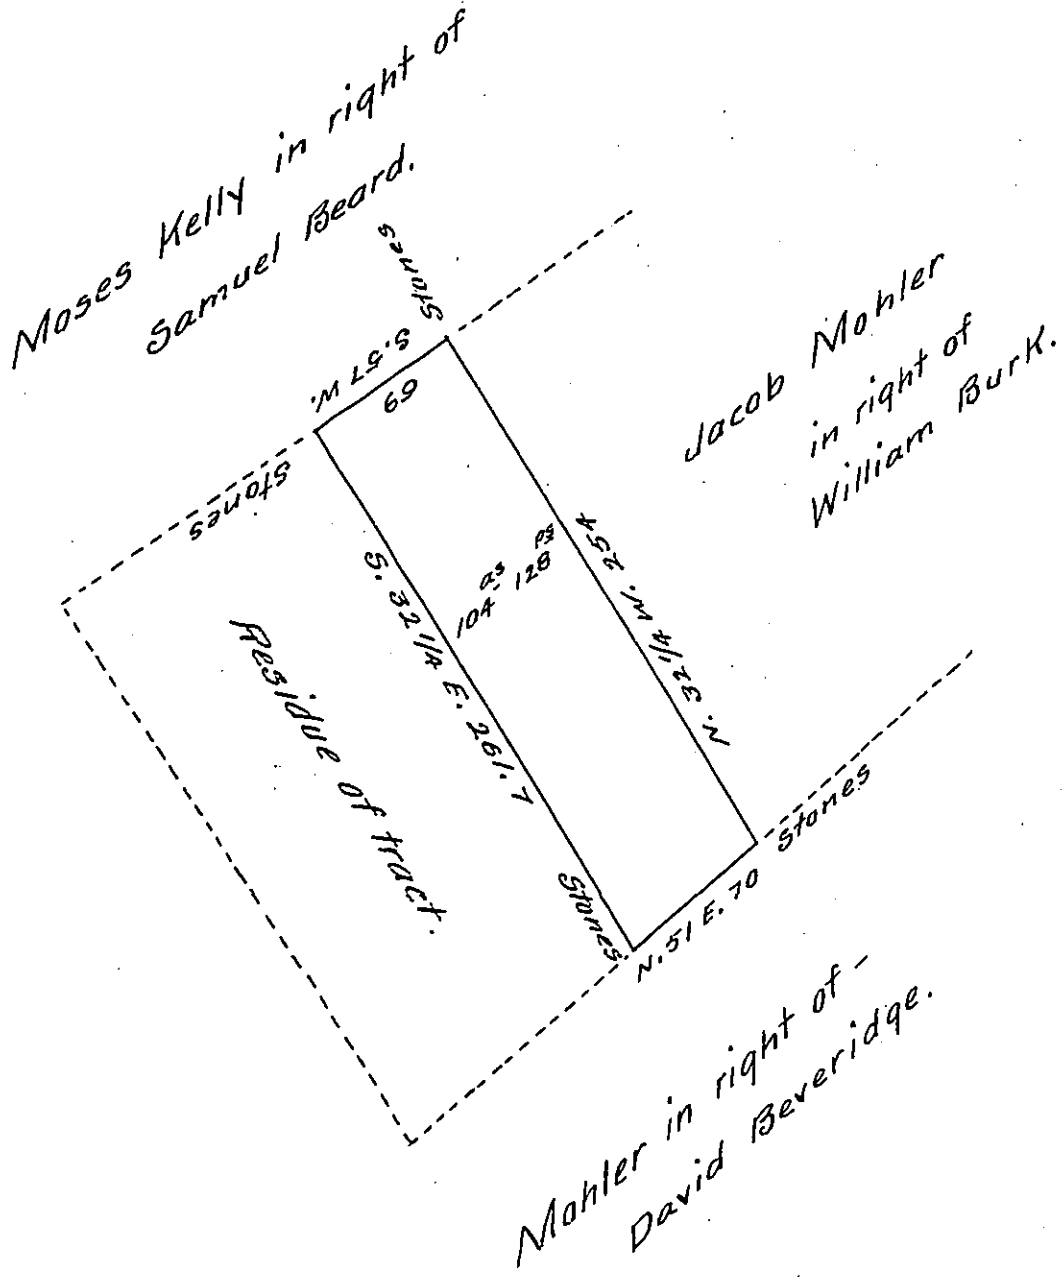 Moses Kelly in right of
Samuel Beard.
Stones
S. 57 W.
69
Stones
Jacob Mohler
in right of
William Burk.
as ps
104- 128
N. 32 1/4 W. 254
S. 32 1/4 E. 261.7
Residue of tract.
Stones
Stones
N. 51 E. 70
Mohler in right of -
David Beveridge.